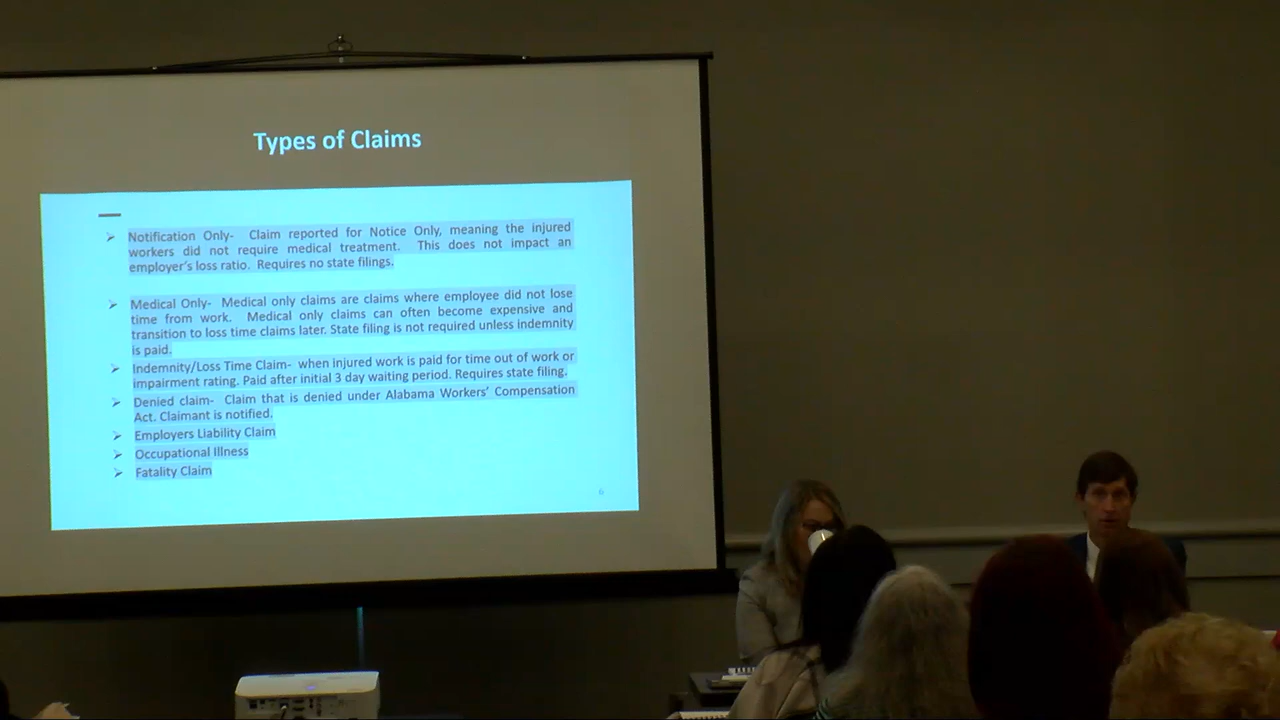 Types of Claims
Notification Only- Claim reported for Notice Only, meaning the injured
workers did not require medical treatment. This does not impact an
employer's loss ratio. Requires no state filings.
Medical Only- Medical only claims are claims where employee did not lose
time from work. Medical only claims can often become expensive and
transition to loss time claims later. State filing is not required unless indemnity
is paid.
Indemnity/Loss Time Claim- when injured work is paid for time out of work or
impairment rating. Paid after initial 3 day waiting period. Requires state filing.
Denied claim- Claim that is denied under Alabama Workers' Compensation
Act. Claimant is notified.
Employers Liability Claim
Occupational Illness
Fatality Claim
6